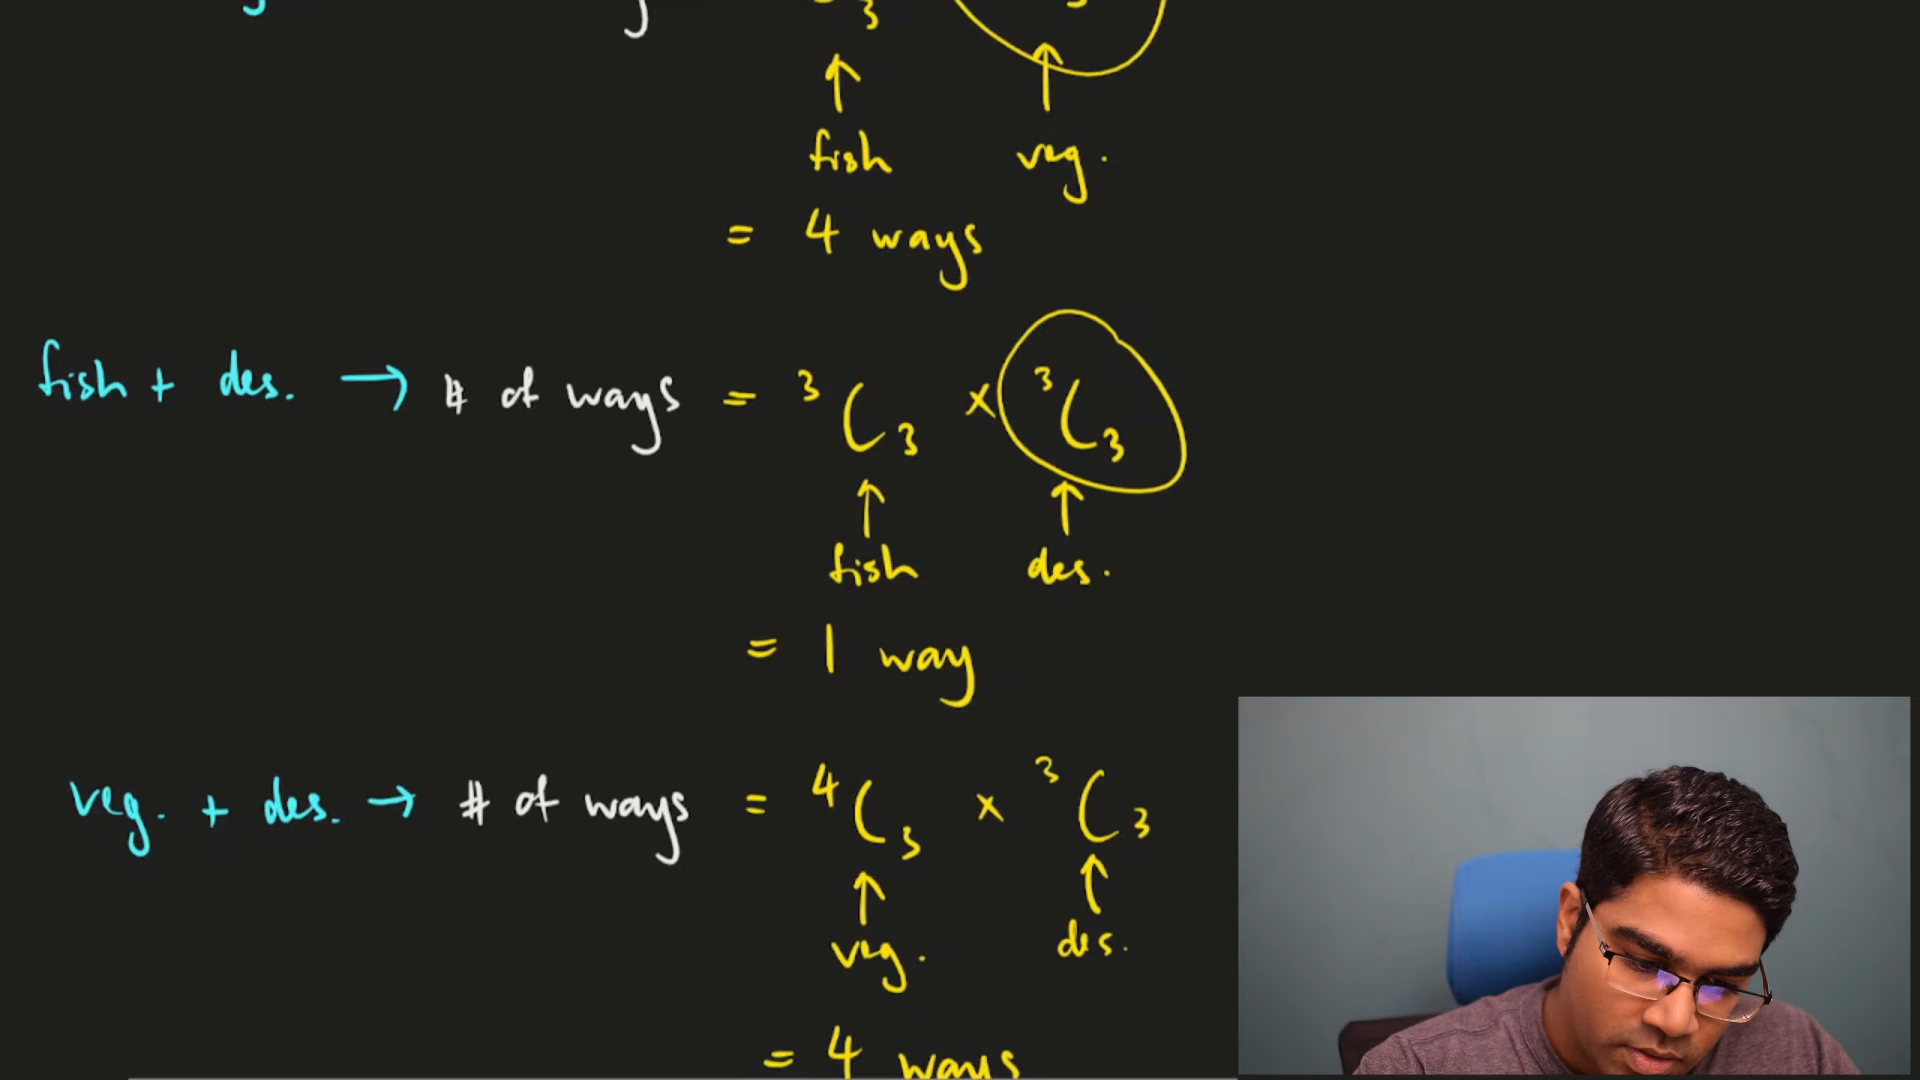 3
fish veg.
= 4 ways
fish + des. → # of ways = ³C₃ × ³C₃
fish des.
= 1 way
veg. + des. → # of ways = ⁴C₃ × ³C₃
veg. des.
= 4 ways